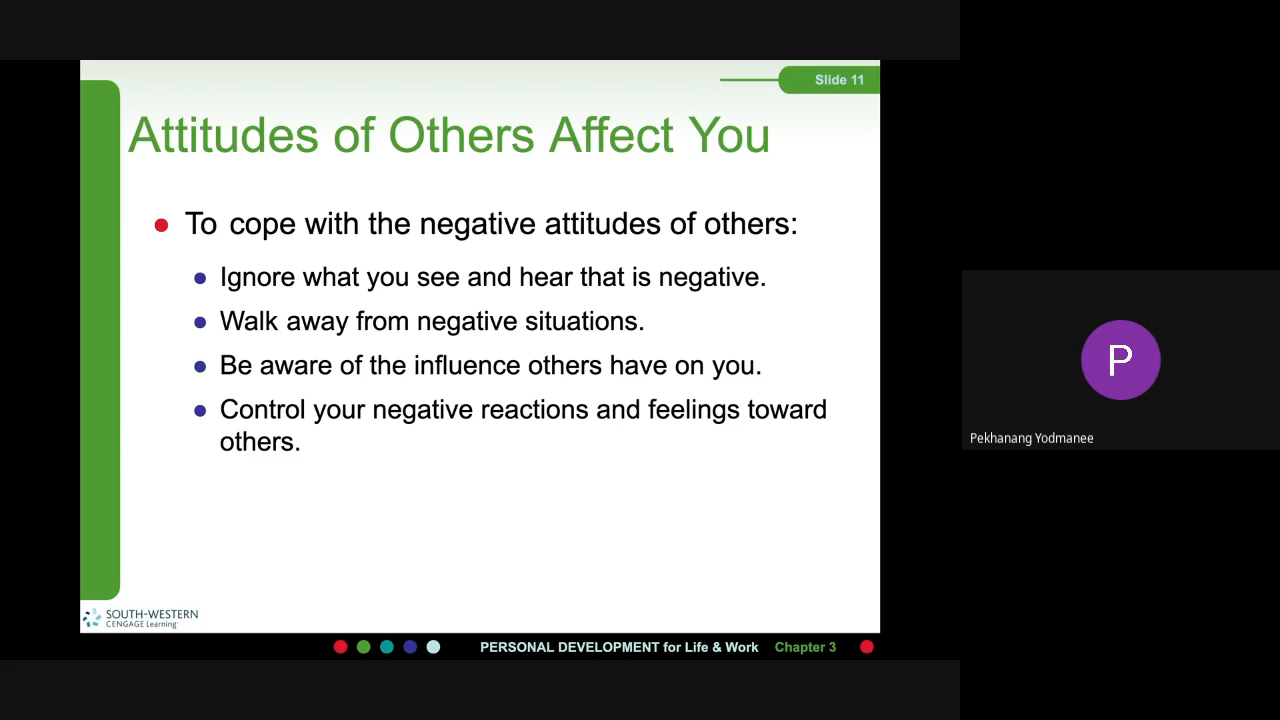 Slide 11
Attitudes of Others Affect You
To cope with the negative attitudes of others:
Ignore what you see and hear that is negative.
Walk away from negative situations.
Be aware of the influence others have on you.
Control your negative reactions and feelings toward
others.
P
Pekhanang Yodmanee
SOUTH-WESTERN
CENGAGE Learning
PERSONAL DEVELOPMENT for Life & Work Chapter 3